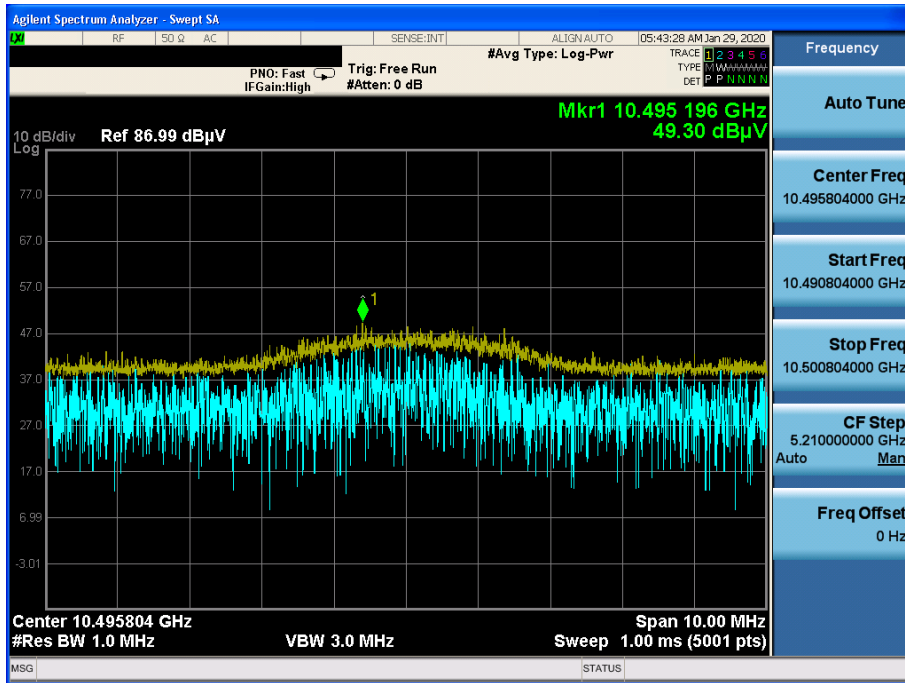 Agilent Spectrum Analyzer - Swept SA
LXI RF 50 Ω AC SENSE:INT ALIGN AUTO 05:43:28 AM Jan 29, 2020
#Avg Type: Log-Pwr
PNO: Fast
IFGain:High
Trig: Free Run
#Atten: 0 dB
TRACE 1 2 3 4 5 6
TYPE M W W W W W
DET P P N N N N
Mkr1 10.495 196 GHz
49.30 dBµV
10 dB/div Ref 86.99 dBµV
Log
77.0
67.0
57.0
1
47.0
37.0
27.0
17.0
6.99
-3.01
Center 10.495804 GHz Span 10.00 MHz
#Res BW 1.0 MHz VBW 3.0 MHz Sweep 1.00 ms (5001 pts)
MSG STATUS
Frequency
Auto Tune
Center Freq
10.495804000 GHz
Start Freq
10.490804000 GHz
Stop Freq
10.500804000 GHz
CF Step
5.210000000 GHz
Auto Man
Freq Offset
0 Hz